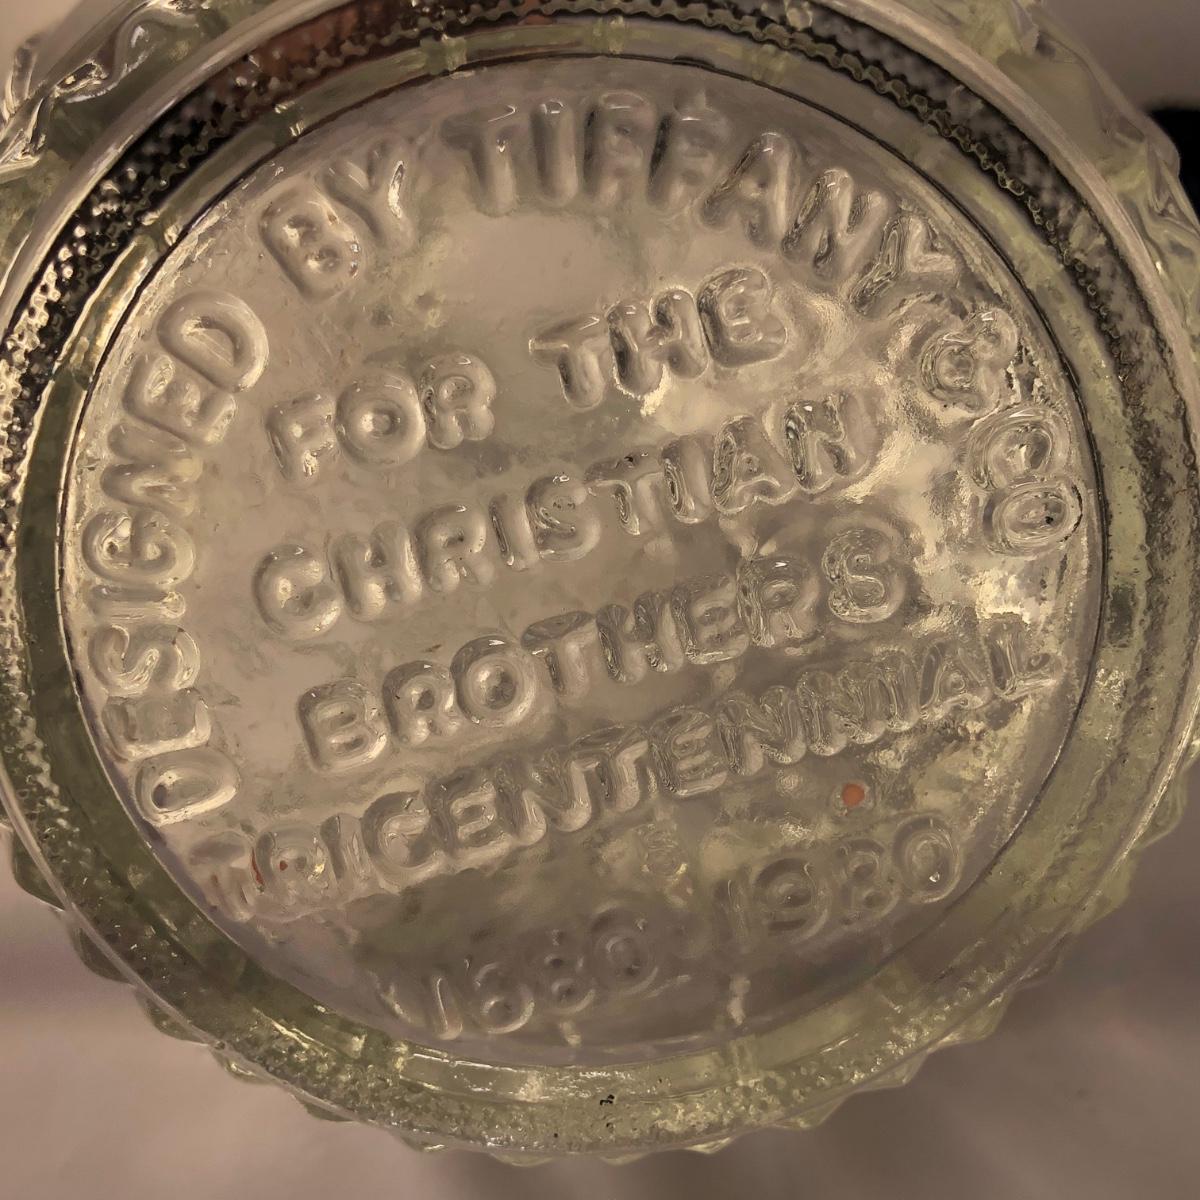 DESIGNED BY TIFFANY & CO
FOR THE
CHRISTIAN
BROTHERS
TRICENTENNIAL
1680 1980